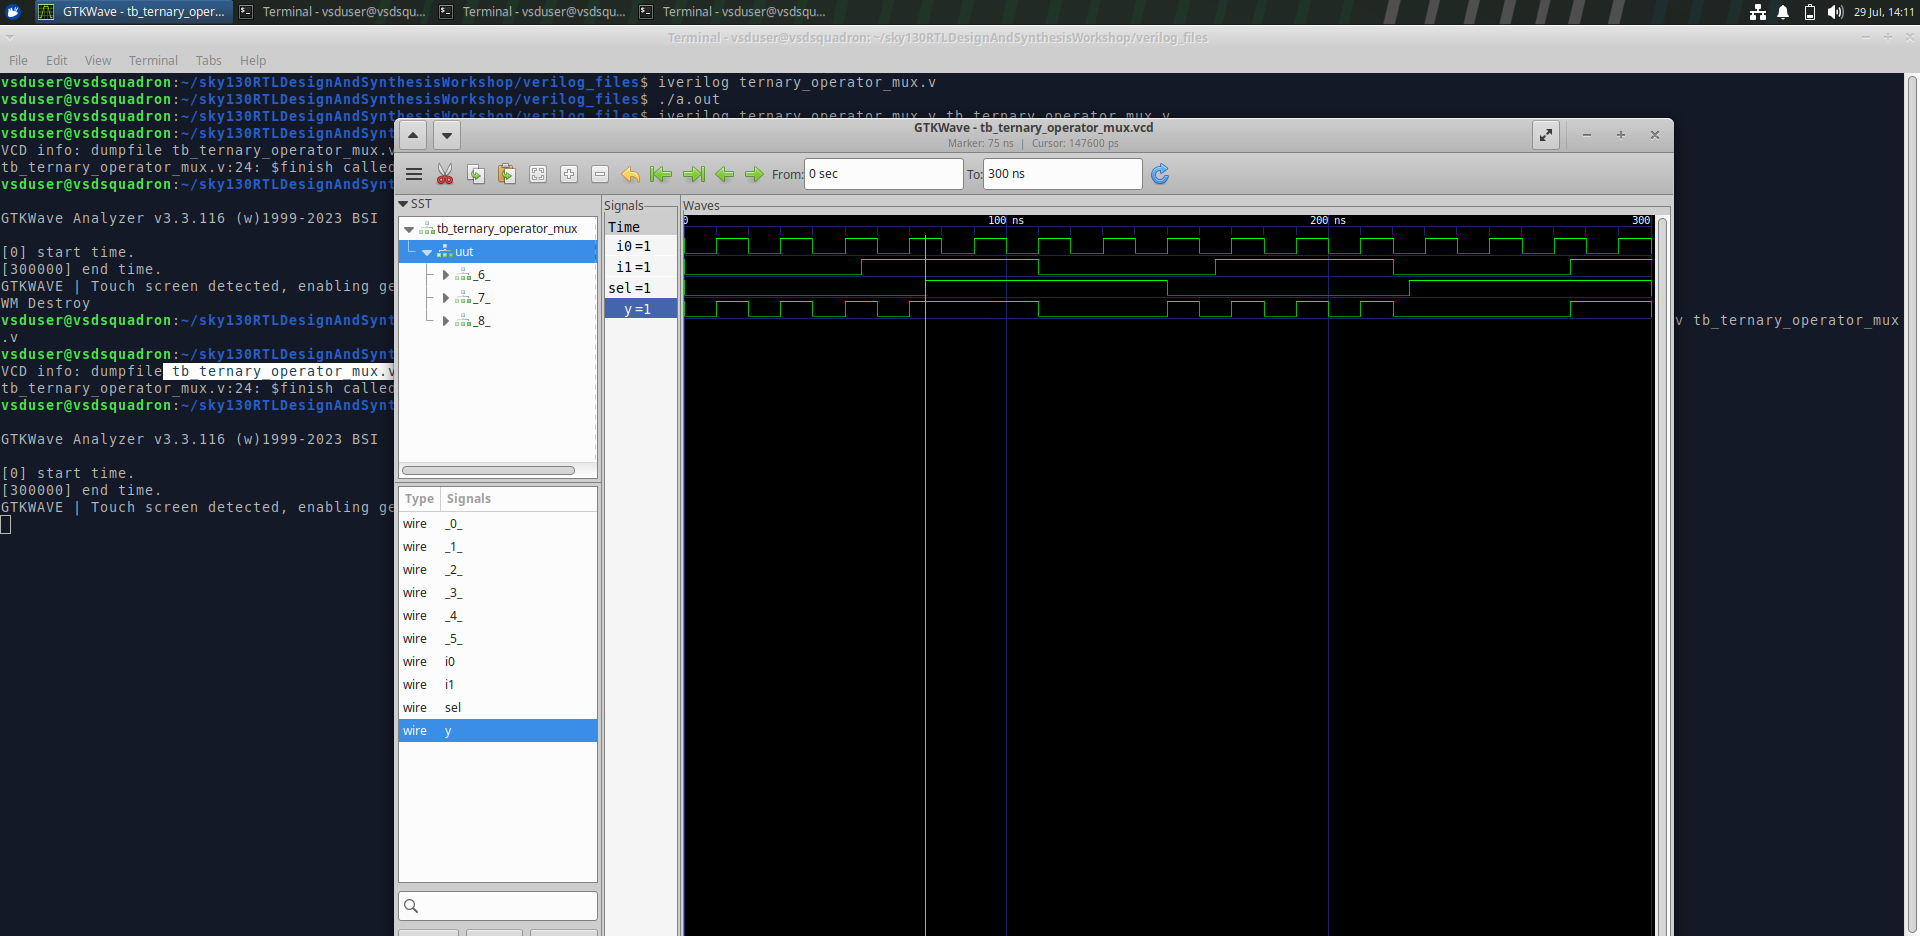 GTKWave - tb_ternary_oper... Terminal - vsduser@vsdsqu... Terminal - vsduser@vsdsqu... Terminal - vsduser@vsdsqu... 29 Jul, 14:11
Terminal - vsduser@vsdsquadron: ~/sky130RTLDesignAndSynthesisWorkshop/verilog_files
File Edit View Terminal Tabs Help
vsduser@vsdsquadron:~/sky130RTLDesignAndSynthesisWorkshop/verilog_files$ iverilog ternary_operator_mux.v
vsduser@vsdsquadron:~/sky130RTLDesignAndSynthesisWorkshop/verilog_files$ ./a.out
vsduser@vsdsquadron:~/sky130RTLDesignAndSynthesisWorkshop/verilog_files$ iverilog ternary_operator_mux.v tb_ternary_operator_mux.v
vsduser@vsdsquadron:~/sky130RTLDesignAndSynt
VCD info: dumpfile tb_ternary_operator_mux.v
tb_ternary_operator_mux.v:24: $finish called
vsduser@vsdsquadron:~/sky130RTLDesignAndSynt
GTKWave Analyzer v3.3.116 (w)1999-2023 BSI
[0] start time.
[300000] end time.
GTKWAVE | Touch screen detected, enabling ge
WM Destroy
vsduser@vsdsquadron:~/sky130RTLDesignAndSynt
v tb_ternary_operator_mux
.v
vsduser@vsdsquadron:~/sky130RTLDesignAndSynt
VCD info: dumpfile tb_ternary_operator_mux.v
tb_ternary_operator_mux.v:24: $finish called
vsduser@vsdsquadron:~/sky130RTLDesignAndSynt
GTKWave Analyzer v3.3.116 (w)1999-2023 BSI
[0] start time.
[300000] end time.
GTKWAVE | Touch screen detected, enabling ge
GTKWave - tb_ternary_operator_mux.vcd
Marker: 75 ns | Cursor: 147600 ps
From: 0 sec To: 300 ns
SST
tb_ternary_operator_mux
uut
_6_
_7_
_8_
Type Signals
wire _0_
wire _1_
wire _2_
wire _3_
wire _4_
wire _5_
wire i0
wire i1
wire sel
wire y
Signals
Time
i0 =1
i1 =1
sel =1
y =1
Waves
0 100 ns 200 ns 300